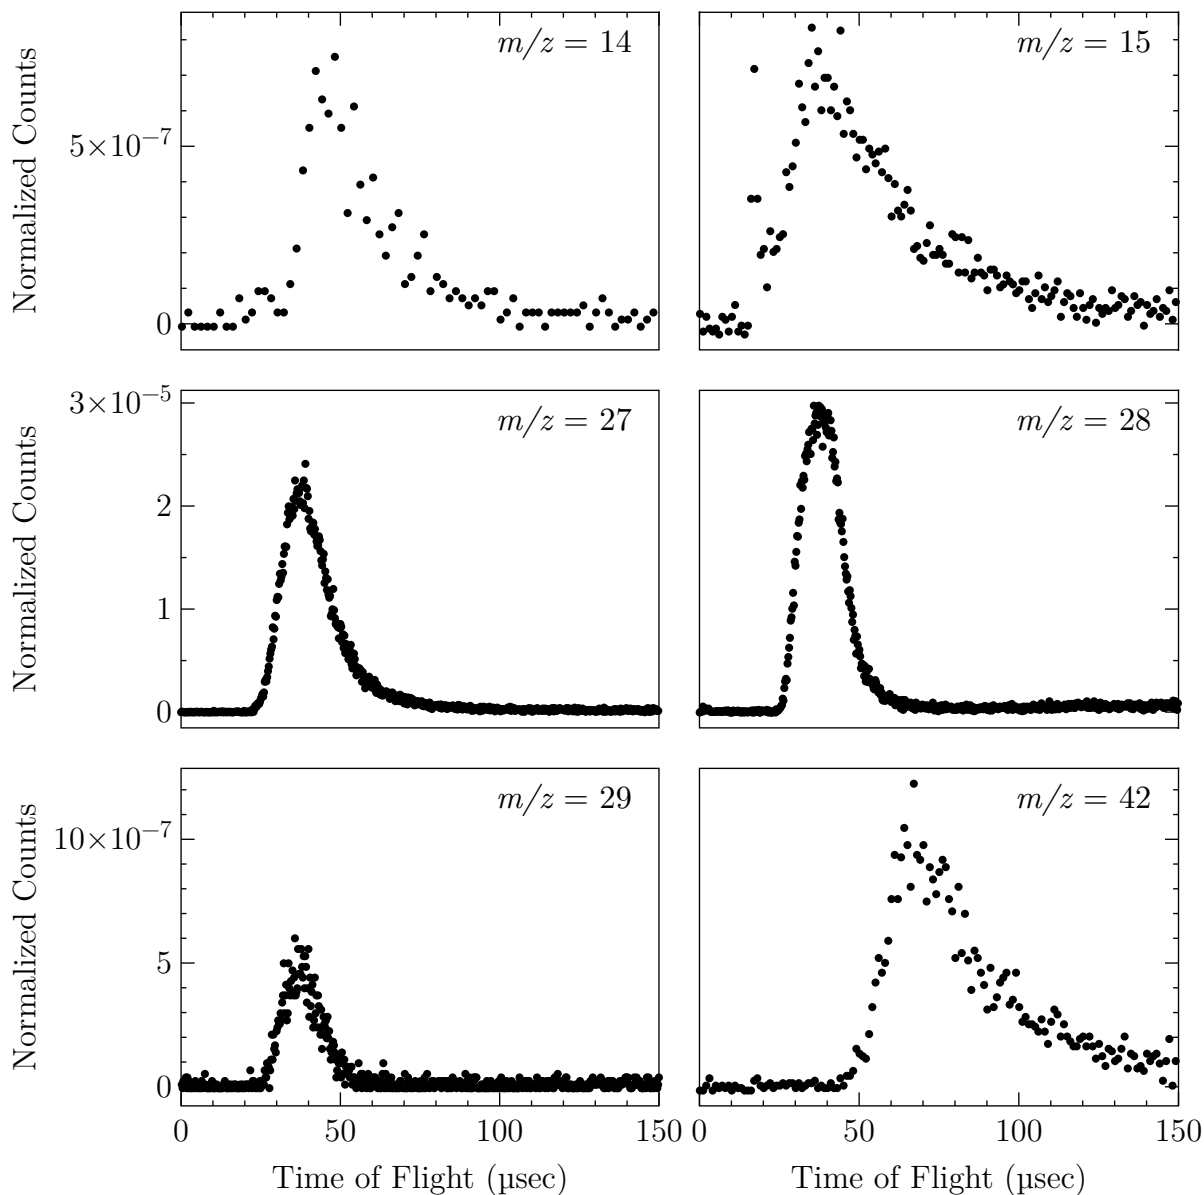 m/z = 14
m/z = 15
Normalized Counts
5×10⁻⁷
0
3×10⁻⁵
m/z = 27
m/z = 28
Normalized Counts
2
1
0
m/z = 29
m/z = 42
Normalized Counts
10×10⁻⁷
5
0
0 50 100 150 0 50 100 150
Time of Flight (µsec) Time of Flight (µsec)